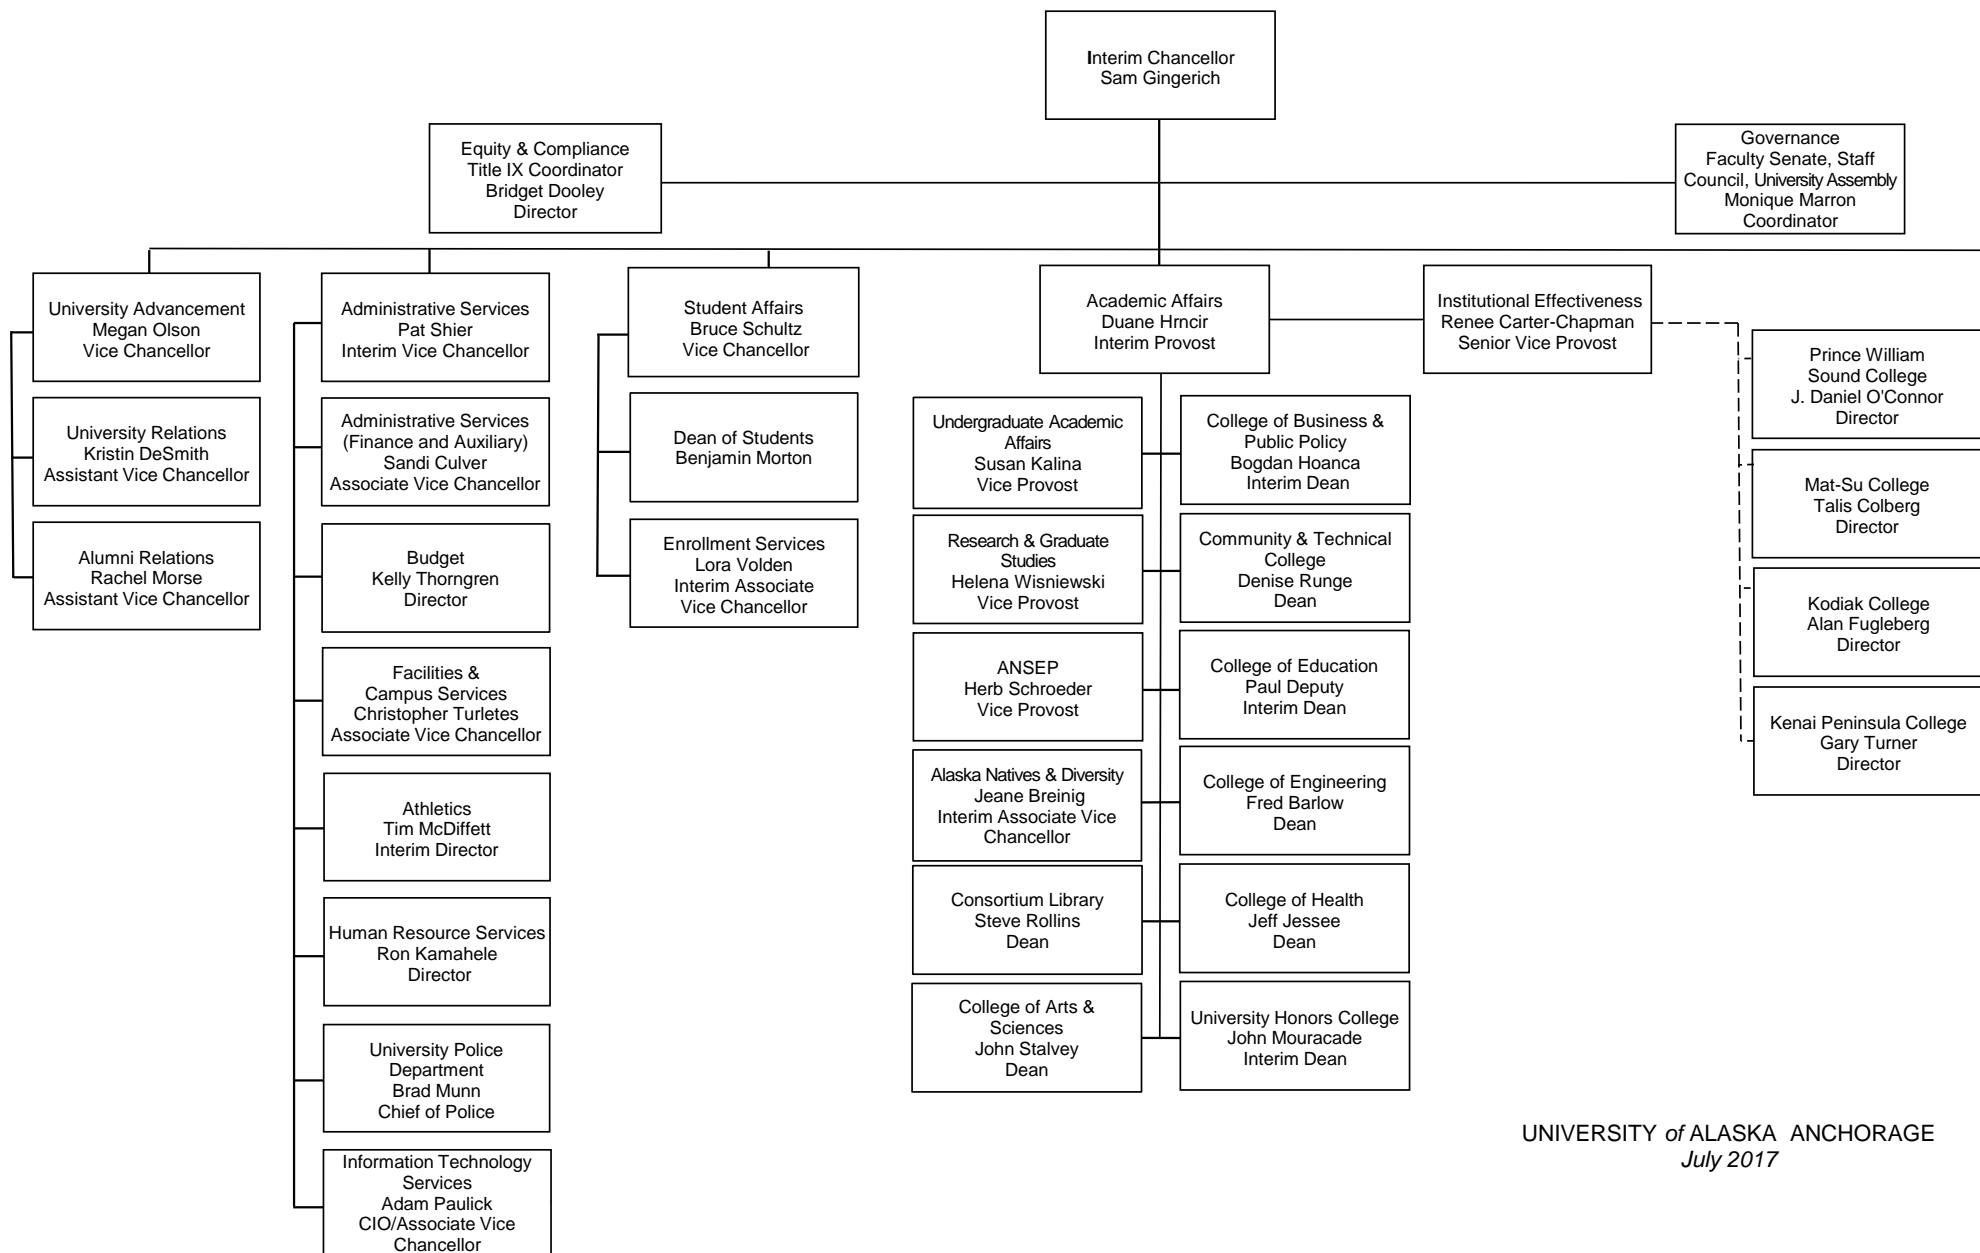 Interim Chancellor
Sam Gingerich
Equity & Compliance
Title IX Coordinator
Bridget Dooley
Director
Governance
Faculty Senate, Staff
Council, University Assembly
Monique Marron
Coordinator
University Advancement
Megan Olson
Vice Chancellor
University Relations
Kristin DeSmith
Assistant Vice Chancellor
Alumni Relations
Rachel Morse
Assistant Vice Chancellor
Administrative Services
Pat Shier
Interim Vice Chancellor
Administrative Services
(Finance and Auxiliary)
Sandi Culver
Associate Vice Chancellor
Budget
Kelly Thorngren
Director
Facilities &
Campus Services
Christopher Turletes
Associate Vice Chancellor
Athletics
Tim McDiffett
Interim Director
Human Resource Services
Ron Kamahele
Director
University Police
Department
Brad Munn
Chief of Police
Information Technology
Services
Adam Paulick
CIO/Associate Vice
Chancellor
Student Affairs
Bruce Schultz
Vice Chancellor
Dean of Students
Benjamin Morton
Enrollment Services
Lora Volden
Interim Associate
Vice Chancellor
Academic Affairs
Duane Hrncir
Interim Provost
Undergraduate Academic
Affairs
Susan Kalina
Vice Provost
Research & Graduate
Studies
Helena Wisniewski
Vice Provost
ANSEP
Herb Schroeder
Vice Provost
Alaska Natives & Diversity
Jeane Breinig
Interim Associate Vice
Chancellor
Consortium Library
Steve Rollins
Dean
College of Arts &
Sciences
John Stalvey
Dean
College of Business &
Public Policy
Bogdan Hoanca
Interim Dean
Community & Technical
College
Denise Runge
Dean
College of Education
Paul Deputy
Interim Dean
College of Engineering
Fred Barlow
Dean
College of Health
Jeff Jessee
Dean
University Honors College
John Mouracade
Interim Dean
Institutional Effectiveness
Renee Carter-Chapman
Senior Vice Provost
Prince William
Sound College
J. Daniel O'Connor
Director
Mat-Su College
Talis Colberg
Director
Kodiak College
Alan Fugleberg
Director
Kenai Peninsula College
Gary Turner
Director
UNIVERSITY of ALASKA ANCHORAGE
July 2017